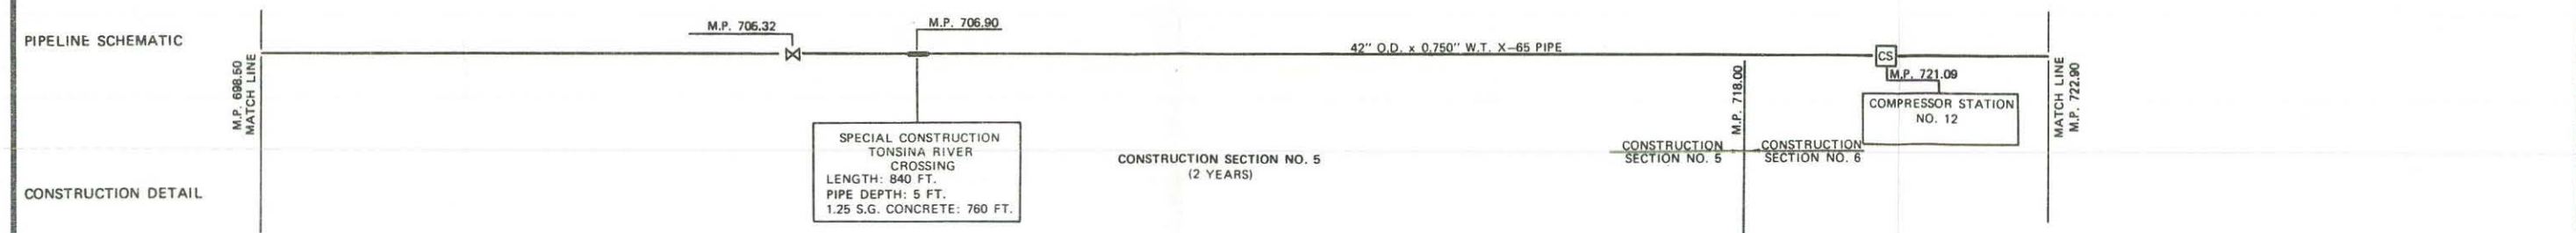 PIPELINE SCHEMATIC
M.P. 698.50
MATCH LINE
M.P. 705.32
M.P. 706.90
42" O.D. x 0.750" W.T. X-65 PIPE
CS
M.P. 721.09
COMPRESSOR STATION
NO. 12
MATCH LINE
M.P. 722.90
M.P. 718.00
SPECIAL CONSTRUCTION
TONSINA RIVER
CROSSING
LENGTH: 840 FT.
PIPE DEPTH: 5 FT.
1.25 S.G. CONCRETE: 760 FT.
CONSTRUCTION SECTION NO. 5
(2 YEARS)
CONSTRUCTION
SECTION NO. 5
CONSTRUCTION
SECTION NO. 6
CONSTRUCTION DETAIL